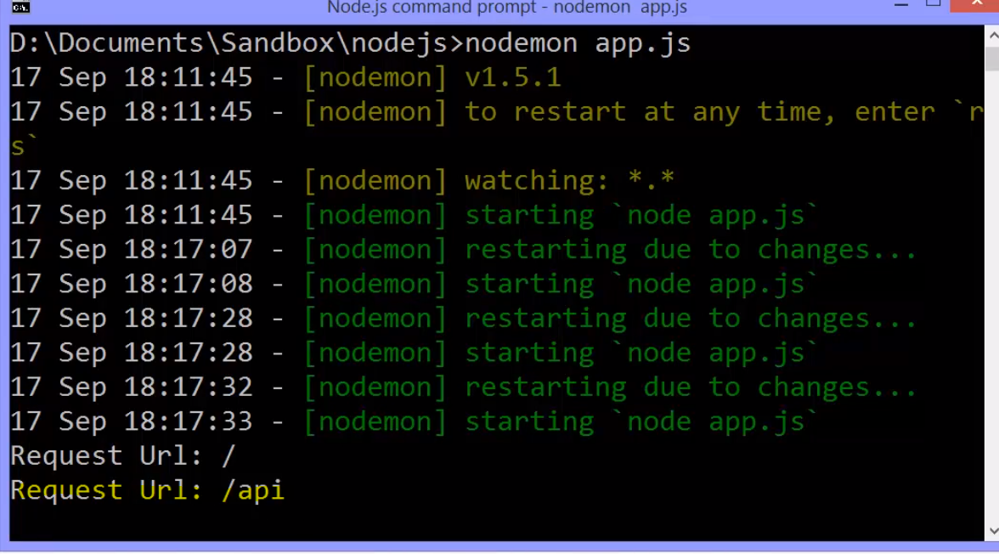 Node.js command prompt - nodemon  app.js
D:\Documents\Sandbox\nodejs>nodemon app.js
17 Sep 18:11:45 - [nodemon] v1.5.1
17 Sep 18:11:45 - [nodemon] to restart at any time, enter `r
s`
17 Sep 18:11:45 - [nodemon] watching: *.*
17 Sep 18:11:45 - [nodemon] starting `node app.js`
17 Sep 18:17:07 - [nodemon] restarting due to changes...
17 Sep 18:17:08 - [nodemon] starting `node app.js`
17 Sep 18:17:28 - [nodemon] restarting due to changes...
17 Sep 18:17:28 - [nodemon] starting `node app.js`
17 Sep 18:17:32 - [nodemon] restarting due to changes...
17 Sep 18:17:33 - [nodemon] starting `node app.js`
Request Url: /
Request Url: /api